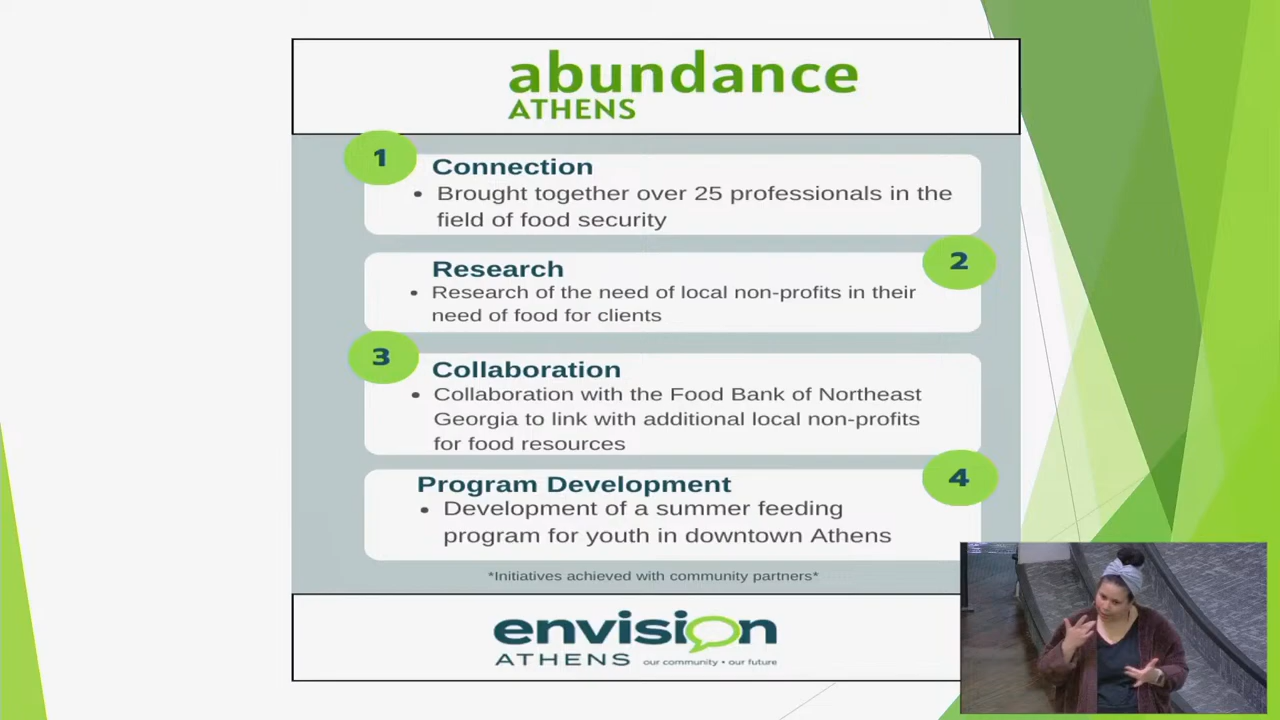 abundance
ATHENS
1
Connection
• Brought together over 25 professionals in the
field of food security
2
Research
• Research of the need of local non-profits in their
need of food for clients
3
Collaboration
• Collaboration with the Food Bank of Northeast
Georgia to link with additional local non-profits
for food resources
4
Program Development
• Development of a summer feeding
program for youth in downtown Athens
*Initiatives achieved with community partners*
envision
ATHENS our community • our future